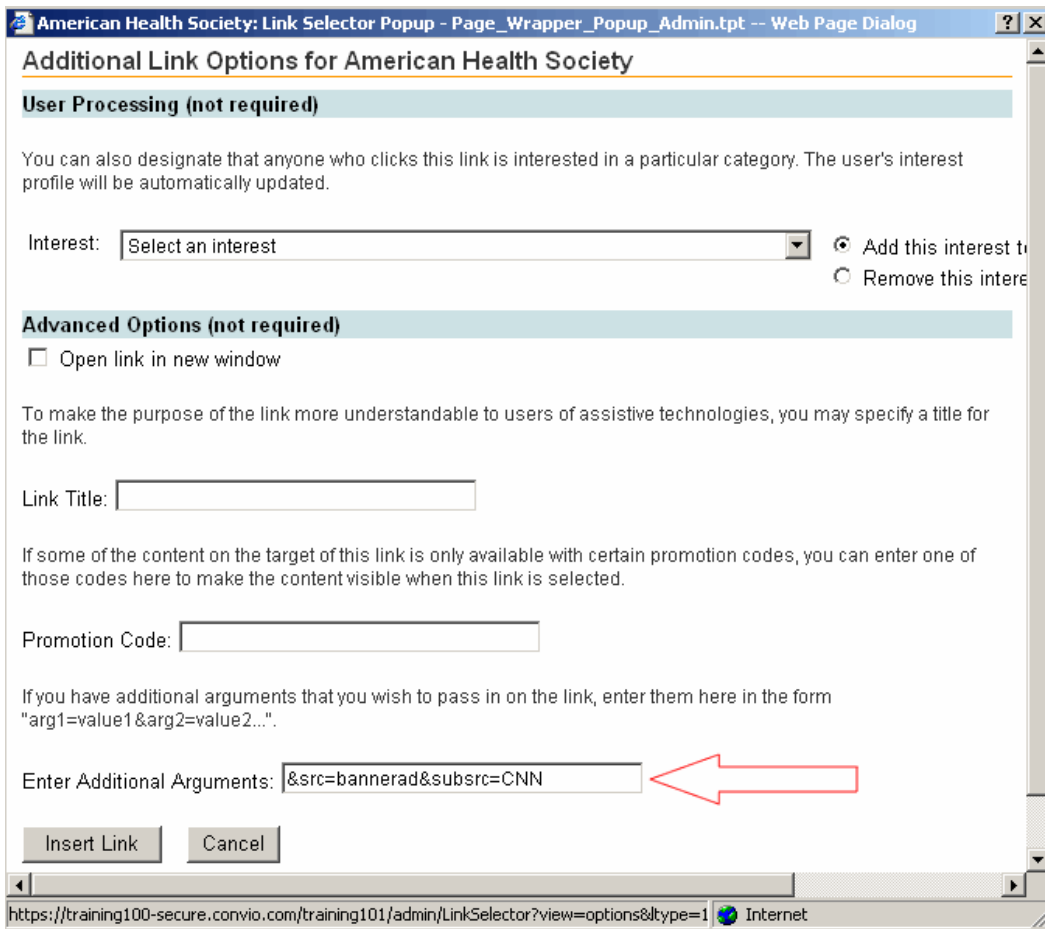 American Health Society: Link Selector Popup - Page_Wrapper_Popup_Admin.tpt -- Web Page Dialog
Additional Link Options for American Health Society
User Processing (not required)
You can also designate that anyone who clicks this link is interested in a particular category. The user's interest
profile will be automatically updated.
Interest: Select an interest Add this interest t
Remove this intere
Advanced Options (not required)
Open link in new window
To make the purpose of the link more understandable to users of assistive technologies, you may specify a title for
the link.
Link Title:
If some of the content on the target of this link is only available with certain promotion codes, you can enter one of
those codes here to make the content visible when this link is selected.
Promotion Code:
If you have additional arguments that you wish to pass in on the link, enter them here in the form
"arg1=value1&arg2=value2...".
Enter Additional Arguments: &src=bannerad&subsrc=CNN
Insert Link Cancel
https://training100-secure.convio.com/training101/admin/LinkSelector?view=options&ltype=1 Internet